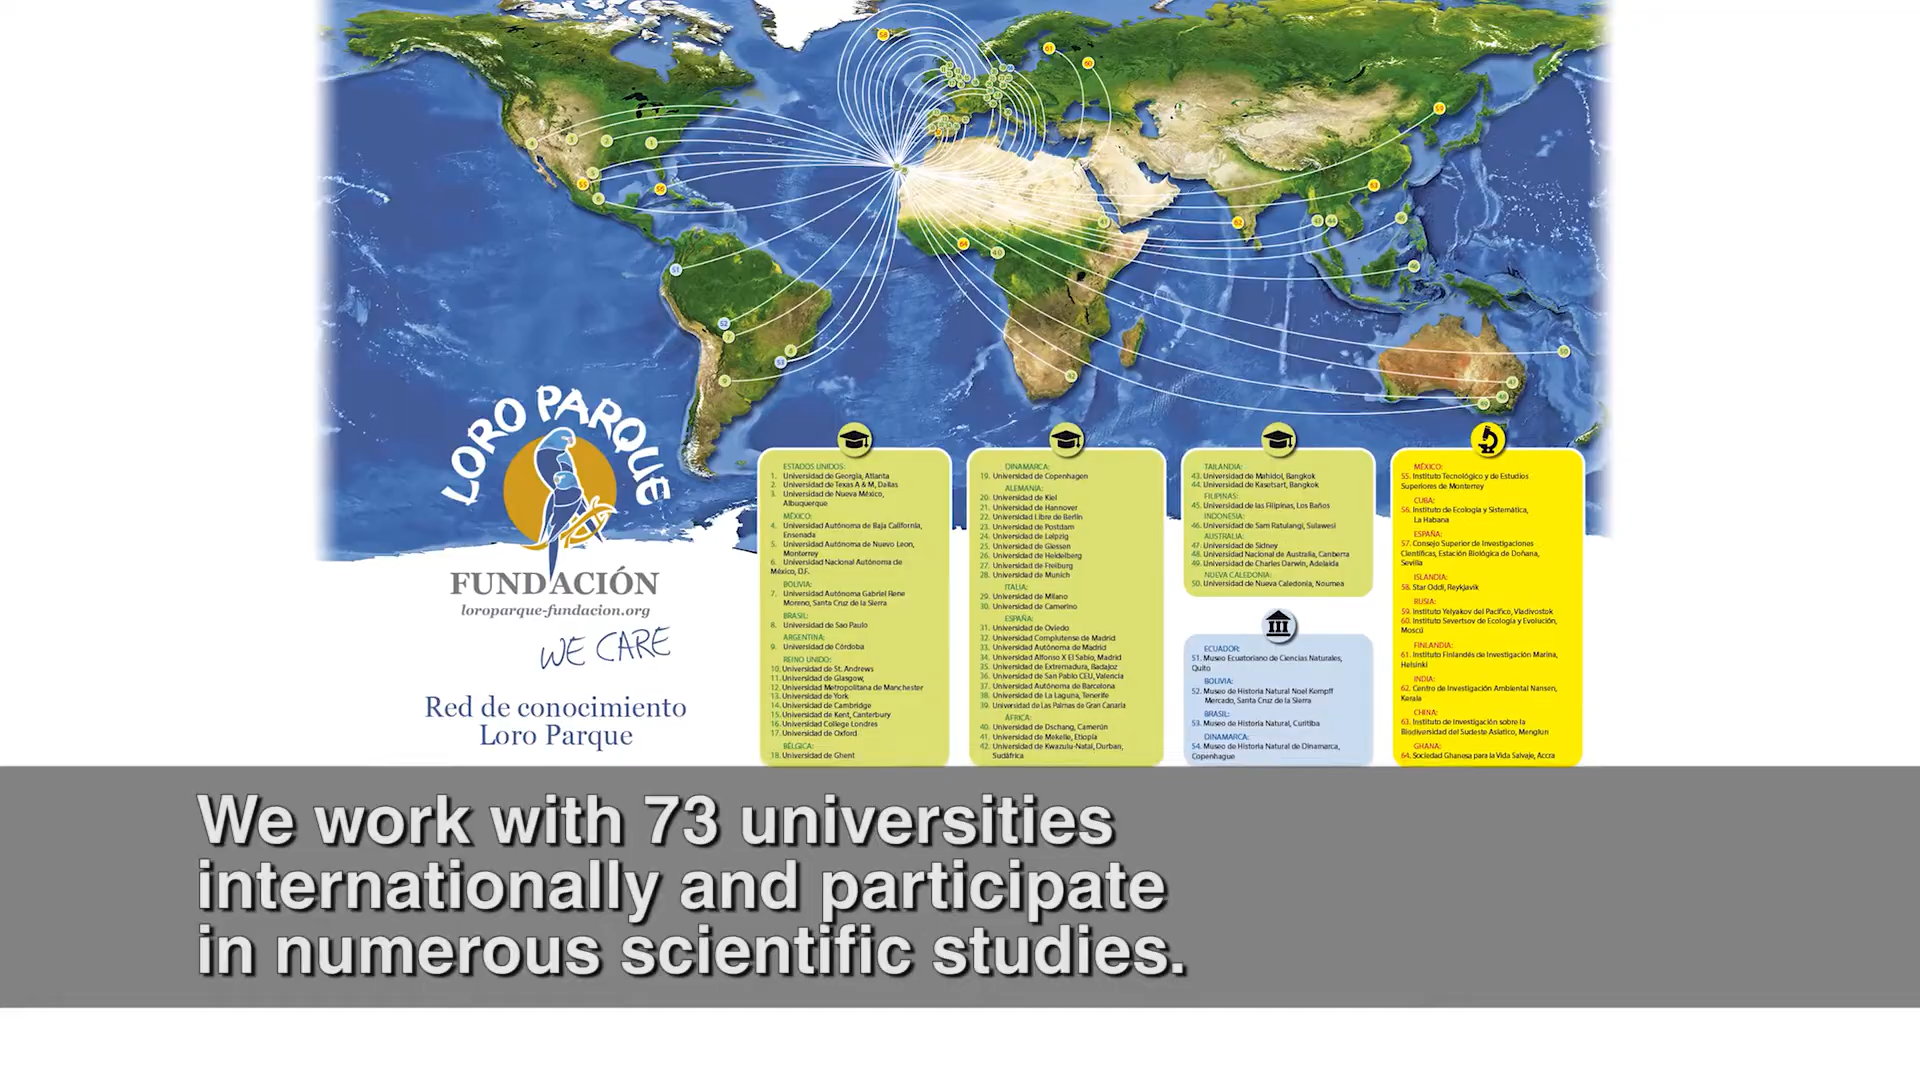 LORO PARQUE
FUNDACIÓN
loroparque-fundacion.org
WE CARE
Red de conocimiento
Loro Parque
ESTADOS UNIDOS:
1. Universidad de Georgia, Atlanta
2. Universidad de Texas A & M, Dallas
3. Universidad de Nueva México,
Albuquerque
MÉXICO:
4. Universidad Autónoma de Baja California,
Ensenada
5. Universidad Autónoma de Nuevo Leon,
Monterrey
6. Universidad Nacional Autónoma de
México, D.F.
BOLIVIA:
7. Universidad Autónoma Gabriel Rene
Moreno, Santa Cruz de la Sierra
BRASIL:
8. Universidad de Sao Paulo
ARGENTINA:
9. Universidad de Córdoba
REINO UNIDO:
10. Universidad de St. Andrews
11. Universidad de Glasgow,
12. Universidad Metropolitana de Manchester
13. Universidad de York
14. Universidad de Cambridge
15. Universidad de Kent, Canterbury
16. Universidad College Londres
17. Universidad de Oxford
BÉLGICA:
18. Universidad de Ghent
DINAMARCA:
19. Universidad de Copenhagen
ALEMANIA:
20. Universidad de Kiel
21. Universidad de Hannover
22. Universidad Libre de Berlin
23. Universidad de Postdam
24. Universidad de Leipzig
25. Universidad de Giessen
26. Universidad de Heidelberg
27. Universidad de Freiburg
28. Universidad de Munich
ITALIA:
29. Universidad de Milano
30. Universidad de Camerino
ESPAÑA:
31. Universidad de Oviedo
32. Universidad Complutense de Madrid
33. Universidad Autónoma de Madrid
34. Universidad Alfonso X El Sabio, Madrid
35. Universidad de Extremadura, Badajoz
36. Universidad de San Pablo CEU, Valencia
37. Universidad Autónoma de Barcelona
38. Universidad de La Laguna, Tenerife
39. Universidad de Las Palmas de Gran Canaria
ÁFRICA:
40. Universidad de Dschang, Camerún
41. Universidad de Mekelle, Etiopía
42. Universidad de Kwazulu-Natal, Durban,
Sudáfrica
TAILANDIA:
43. Universidad de Mahidol, Bangkok
44. Universidad de Kasetsart, Bangkok
FILIPINAS:
45. Universidad de las Filipinas, Los Baños
INDONESIA:
46. Universidad de Sam Ratulangi, Sulawesi
AUSTRALIA:
47. Universidad de Sidney
48. Universidad Nacional de Australia, Canberra
49. Universidad de Charles Darwin, Adelaida
NUEVA CALEDONIA:
50. Universidad de Nueva Caledonia, Noumea
ECUADOR:
51. Museo Ecuatoriano de Ciencias Naturales,
Quito
BOLIVIA:
52. Museo de Historia Natural Noel Kempff
Mercado, Santa Cruz de la Sierra
BRASIL:
53. Museo de Historia Natural, Curitiba
DINAMARCA:
54. Museo de Historia Natural de Dinamarca,
Copenhague
MÉXICO:
55. Instituto Tecnológico y de Estudios
Superiores de Monterrey
CUBA:
56. Instituto de Ecología y Sistemática,
La Habana
ESPAÑA:
57. Consejo Superior de Investigaciones
Científicas, Estación Biológica de Doñana,
Sevilla
ISLANDIA:
58. Star Oddi, Reykjavik
RUSIA:
59. Instituto Yelyakov del Pacífico, Vladivostok
60. Instituto Severtsov de Ecología y Evolución,
Moscú
FINLANDIA:
61. Instituto Finlandés de Investigación Marina,
Helsinki
INDIA:
62. Centro de Investigación Ambiental Nansen,
Kerala
CHINA:
63. Instituto de Investigación sobre la
Biodiversidad del Sudeste Asiatico, Menglun
GHANA:
64. Sociedad Ghanesa para la Vida Salvaje, Accra
We work with 73 universities
internationally and participate
in numerous scientific studies.